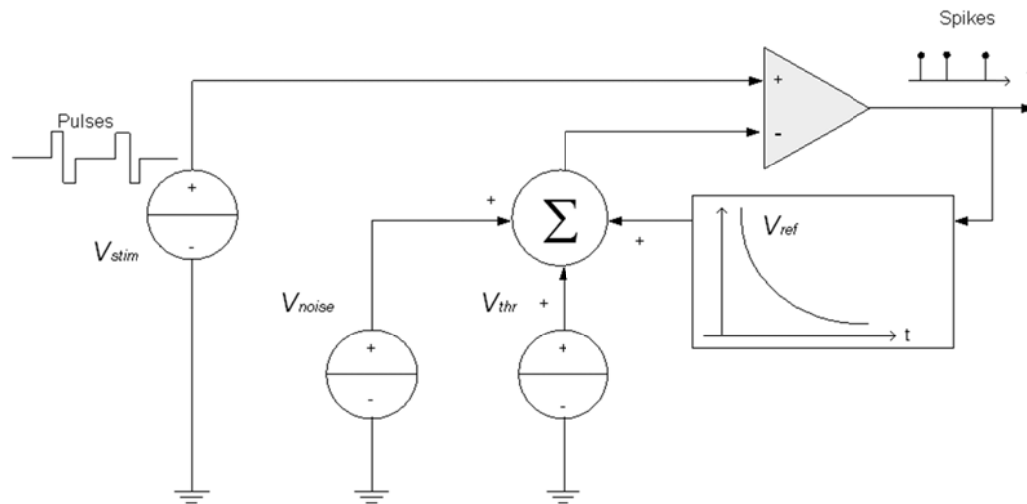 Spikes
Pulses
+
-
+
-
V_stim
Σ
+
+
+
V_ref
t
V_noise
+
-
V_thr
+
-